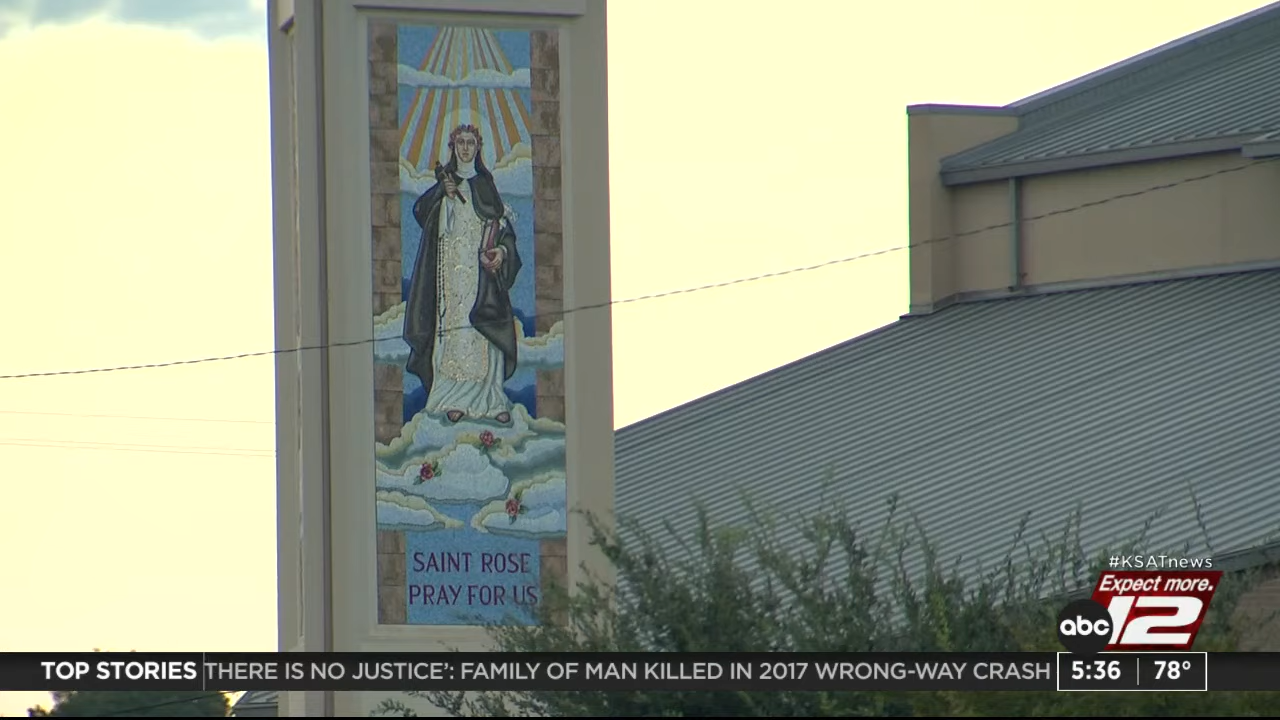 SAINT ROSE
PRAY FOR US
#KSATnews
Expect more.
abc 12
TOP STORIES THERE IS NO JUSTICE’: FAMILY OF MAN KILLED IN 2017 WRONG-WAY CRASH 5:36 78°